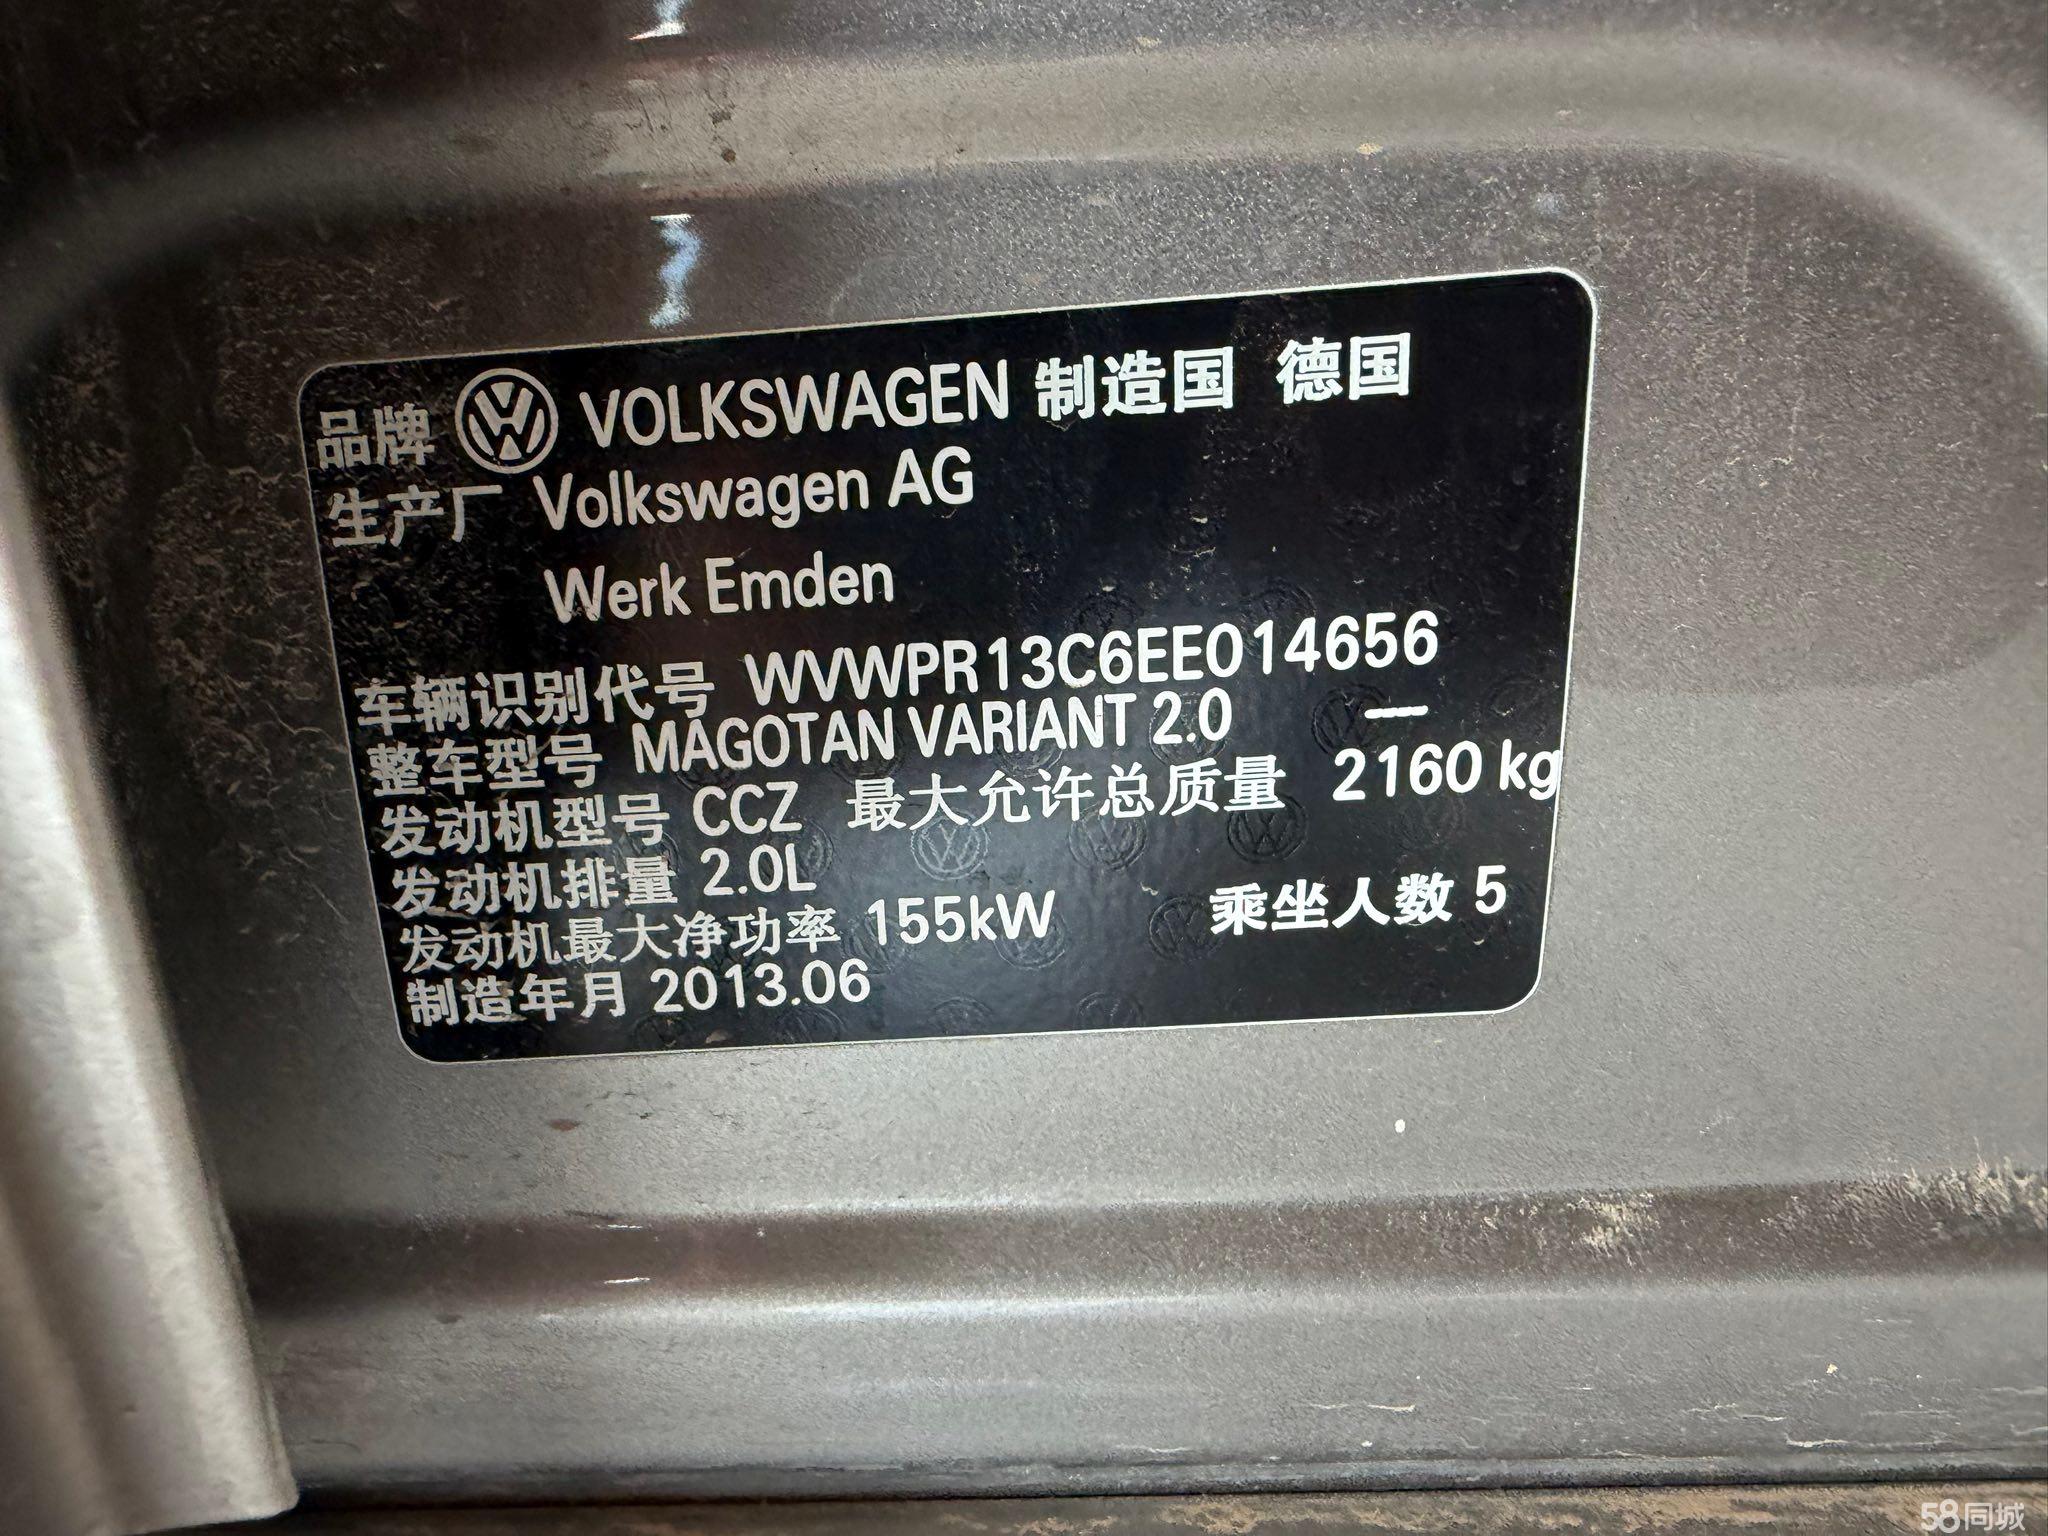 品牌 VOLKSWAGEN 制造国 德国
生产厂 Volkswagen AG
Werk Emden
车辆识别代号 WVWPR13C6EE014656
整车型号 MAGOTAN VARIANT 2.0 —
发动机型号 CCZ 最大允许总质量 2160 kg
发动机排量 2.0L
发动机最大净功率 155kW 乘坐人数 5
制造年月 2013.06
58同城